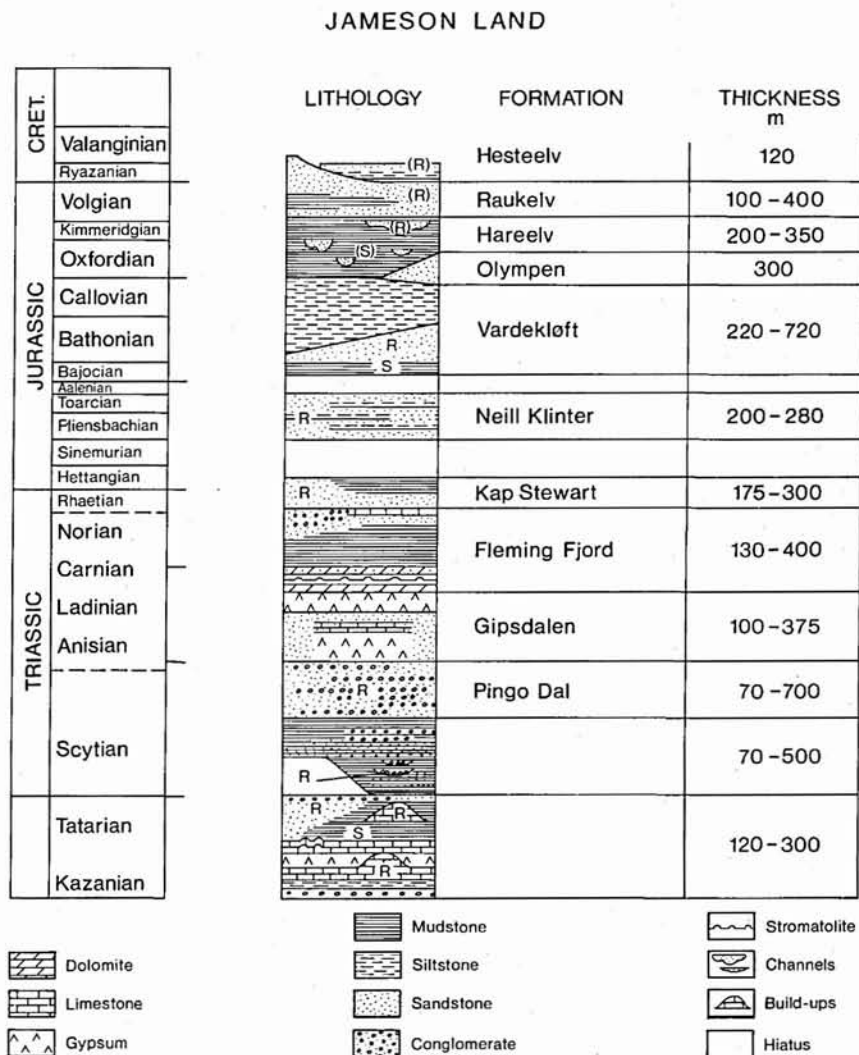 JAMESON LAND
LITHOLOGY FORMATION THICKNESS
m
CRET.
Valanginian
Ryazanian
JURASSIC
Volgian
Kimmeridgian
Oxfordian
Callovian
Bathonian
Bajocian
Aalenian
Toarcian
Pliensbachian
Sinemurian
Hettangian
TRIASSIC
Rhaetian
Norian
Carnian
Ladinian
Anisian
Scytian
Tatarian
Kazanian
(R)
(R)
(R)
(S)
R
S
R
R
R
R
R
R
S
R
Hesteelv 120
Raukelv 100-400
Hareelv 200-350
Olympen 300
Vardekløft 220-720
Neill Klinter 200-280
Kap Stewart 175-300
Fleming Fjord 130-400
Gipsdalen 100-375
Pingo Dal 70-700
70-500
120-300
Dolomite
Limestone
Gypsum
Mudstone
Siltstone
Sandstone
Conglomerate
Stromatolite
Channels
Build-ups
Hiatus